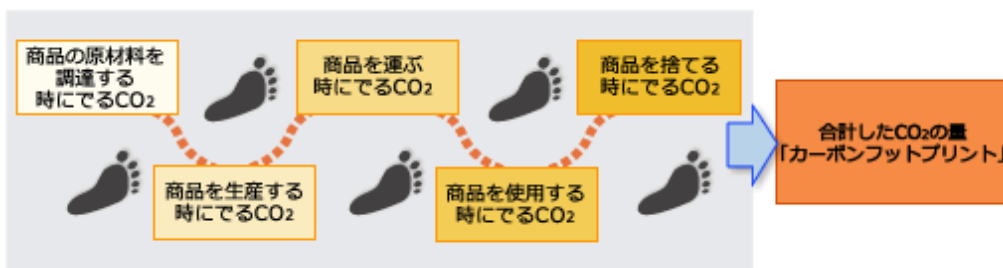 商品の原材料を
調達する
時にでるCO2
商品を生産する
時にでるCO2
商品を運ぶ
時にでるCO2
商品を使用する
時にでるCO2
商品を捨てる
時にでるCO2
合計したCO2の量
「カーボンフットプリント」